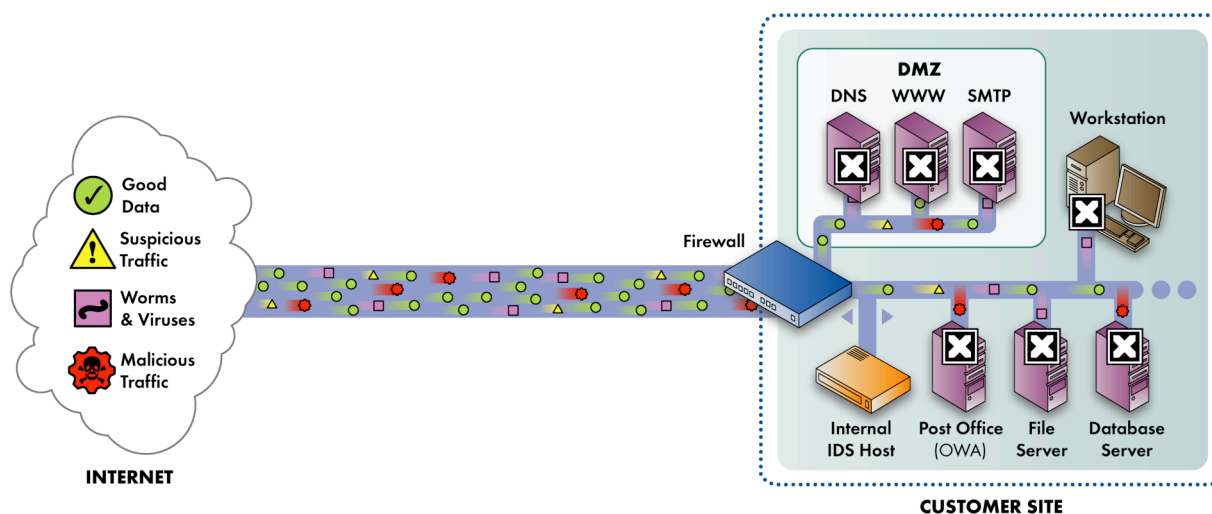 Good
Data
Suspicious
Traffic
Worms
& Viruses
Malicious
Traffic
INTERNET
Firewall
DMZ
DNS WWW SMTP
Workstation
Internal
IDS Host
Post Office
(OWA)
File
Server
Database
Server
CUSTOMER SITE